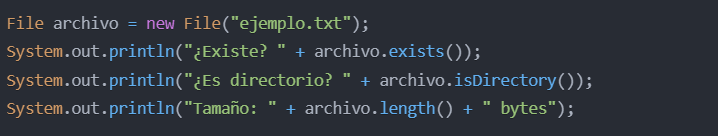 File archivo = new File("ejemplo.txt");
System.out.println("¿Existe? " + archivo.exists());
System.out.println("¿Es directorio? " + archivo.isDirectory());
System.out.println("Tamaño: " + archivo.length() + " bytes");